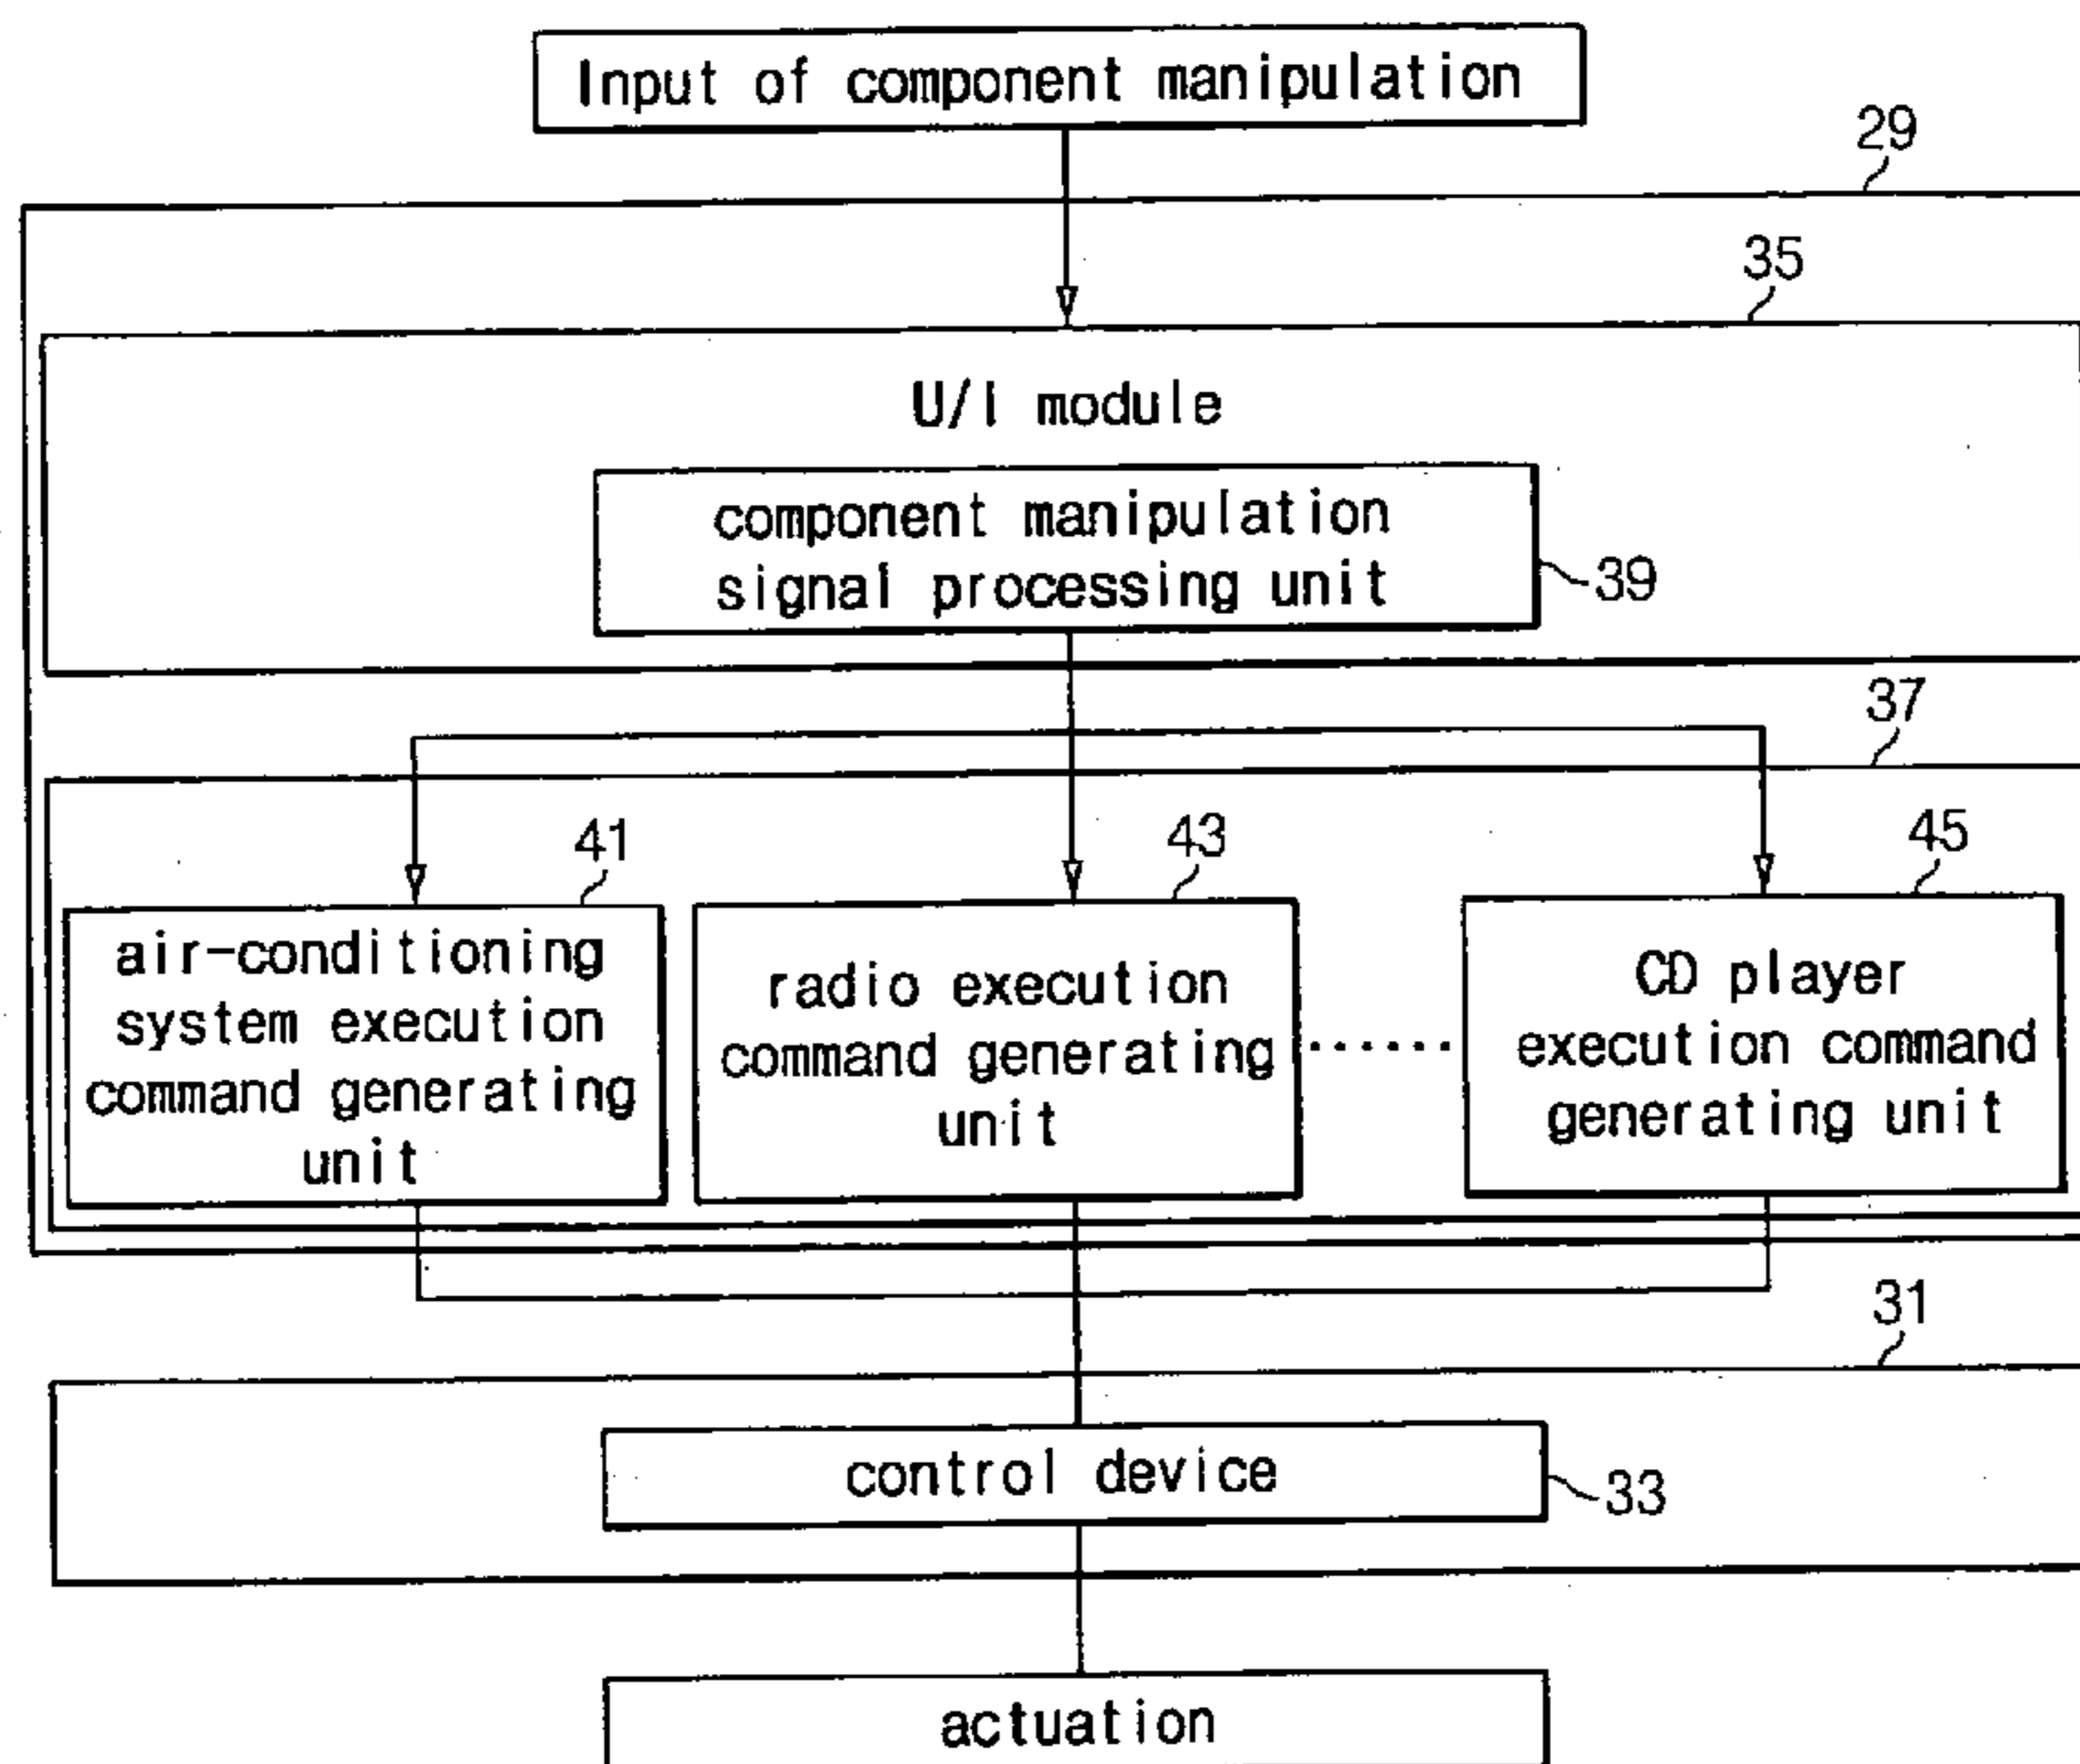 Input of component manipulation
29
35
U/I module
component manipulation
signal processing unit
39
37
41
43
45
air-conditioning
system execution
command generating
unit
radio execution
command generating
unit
CD player
execution command
generating unit
31
control device
33
actuation